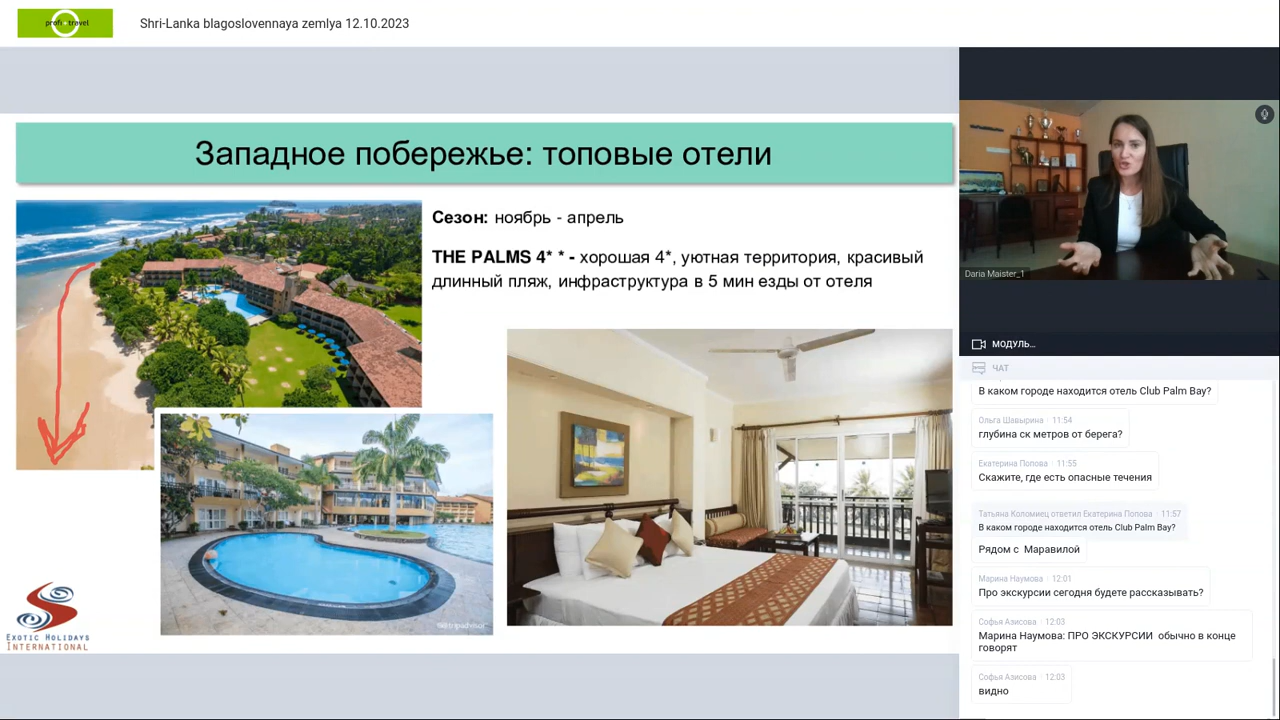 profi travel
Shri-Lanka blagoslovennaya zemlya 12.10.2023
Западное побережье: топовые отели
Сезон: ноябрь - апрель
THE PALMS 4* * - хорошая 4*, уютная территория, красивый
длинный пляж, инфраструктура в 5 мин езды от отеля
©tripadvisor
EXOTIC HOLIDAYS
INTERNATIONAL
Daria Maister_1
МОДУЛЬ...
ЧАТ
В каком городе находится отель Club Palm Bay?
Ольга Шавырина · 11:54
глубина ск метров от берега?
Екатерина Попова · 11:55
Скажите, где есть опасные течения
Татьяна Коломиец ответил Екатерина Попова · 11:57
В каком городе находится отель Club Palm Bay?
Рядом с Маравилой
Марина Наумова · 12:01
Про экскурсии сегодня будете рассказывать?
Софья Азисова · 12:03
Марина Наумова: ПРО ЭКСКУРСИИ обычно в конце
говорят
Софья Азисова · 12:03
видно